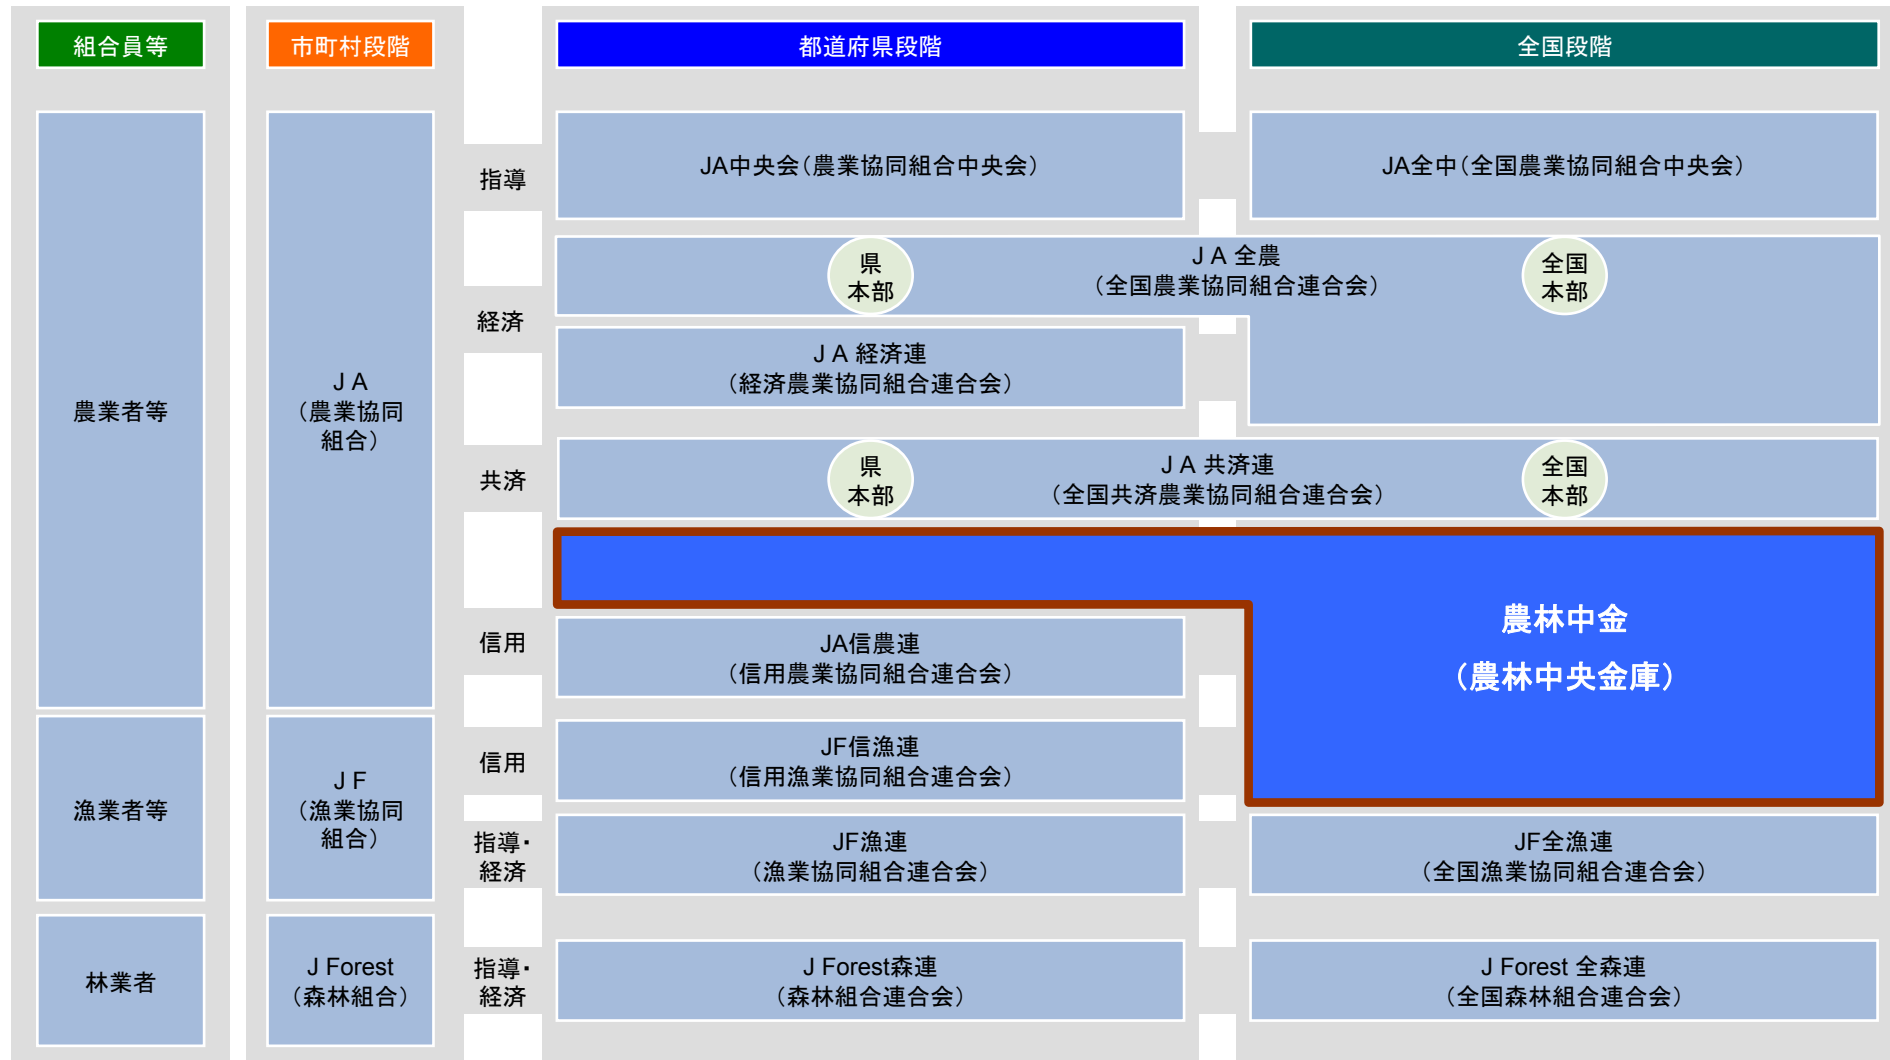 組合員等
市町村段階
都道府県段階
全国段階
農業者等
JA
（農業協同
組合）
指導
JA中央会（農業協同組合中央会）
JA全中（全国農業協同組合中央会）
経済
県
本部
JA 全農
（全国農業協同組合連合会）
全国
本部
JA 経済連
（経済農業協同組合連合会）
共済
県
本部
JA 共済連
（全国共済農業協同組合連合会）
全国
本部
農林中金
（農林中央金庫）
信用
JA信農連
（信用農業協同組合連合会）
漁業者等
JF
（漁業協同
組合）
信用
JF信漁連
（信用漁業協同組合連合会）
指導・
経済
JF漁連
（漁業協同組合連合会）
JF全漁連
（全国漁業協同組合連合会）
林業者
J Forest
（森林組合）
指導・
経済
J Forest森連
（森林組合連合会）
J Forest 全森連
（全国森林組合連合会）